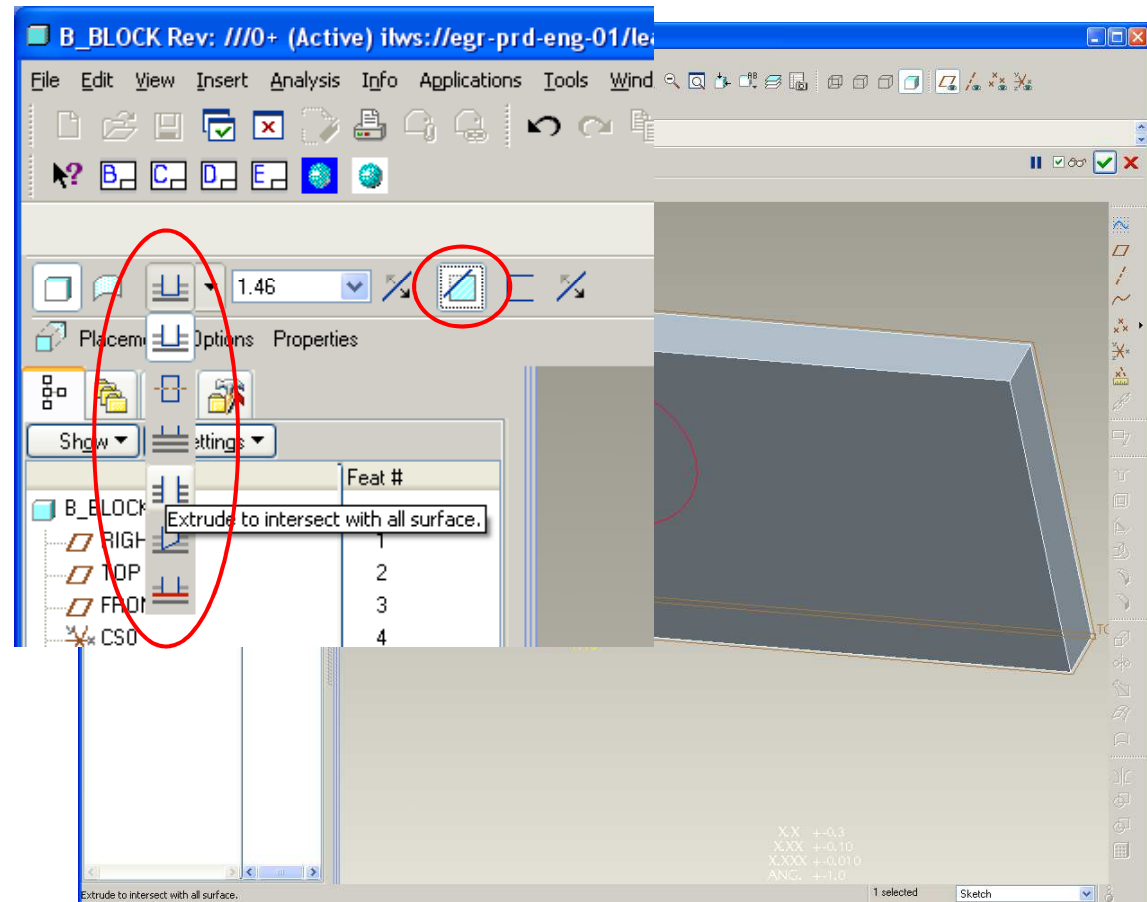 B_BLOCK Rev: ///0+ (Active) ilws://egr-prd-eng-01/lea
File Edit View Insert Analysis Info Applications Tools Wind
B C D E
1.46
Placem Options Properties
Show ettings
Feat #
B_BLOCK
Extrude to intersect with all surface.
RIGH 1
TOP 2
FRON 3
CS0 4
X.X +-0.3
X.XX +-0.10
X.XXX +-0.010
ANG. +-1.0
Extrude to intersect with all surface.
1 selected Sketch